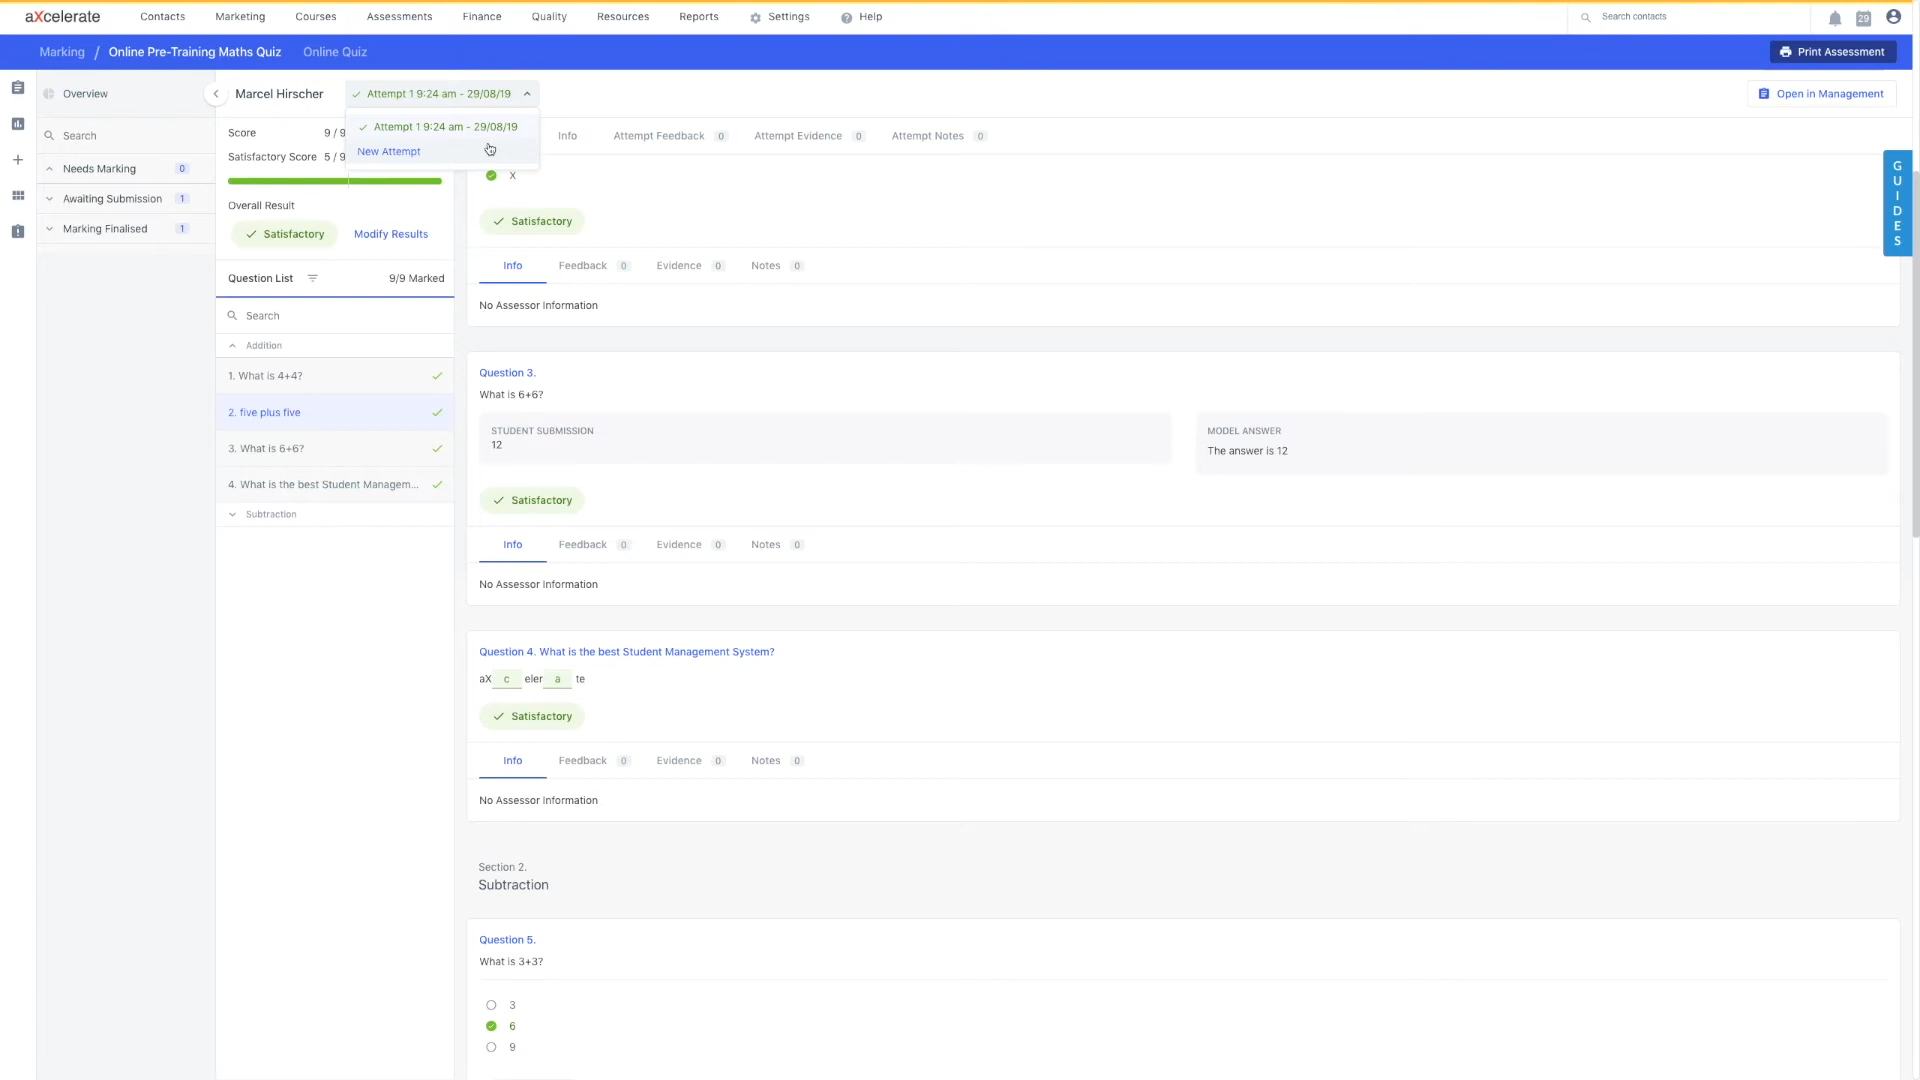 aXcelerate Contacts Marketing Courses Assessments Finance Quality Resources Reports Settings Help Search contacts 29
Marking / Online Pre-Training Maths Quiz Online Quiz Print Assessment
Overview Marcel Hirscher Attempt 1 9:24 am - 29/08/19 Open in Management
Search Score 9 / 9 Attempt 1 9:24 am - 29/08/19 Info Attempt Feedback 0 Attempt Evidence 0 Attempt Notes 0
Satisfactory Score 5 / 9 New Attempt
Needs Marking 0
X
Awaiting Submission 1
Overall Result
Marking Finalised 1
Satisfactory Modify Results
Satisfactory
GUIDES
Question List 9/9 Marked
Info Feedback 0 Evidence 0 Notes 0
No Assessor Information
Search
Addition
1. What is 4+4?
2. five plus five
3. What is 6+6?
4. What is the best Student Managem...
Subtraction
Question 3.
What is 6+6?
STUDENT SUBMISSION
12
MODEL ANSWER
The answer is 12
Satisfactory
Info Feedback 0 Evidence 0 Notes 0
No Assessor Information
Question 4. What is the best Student Management System?
aX c eler a te
Satisfactory
Info Feedback 0 Evidence 0 Notes 0
No Assessor Information
Section 2.
Subtraction
Question 5.
What is 3+3?
3
6
9